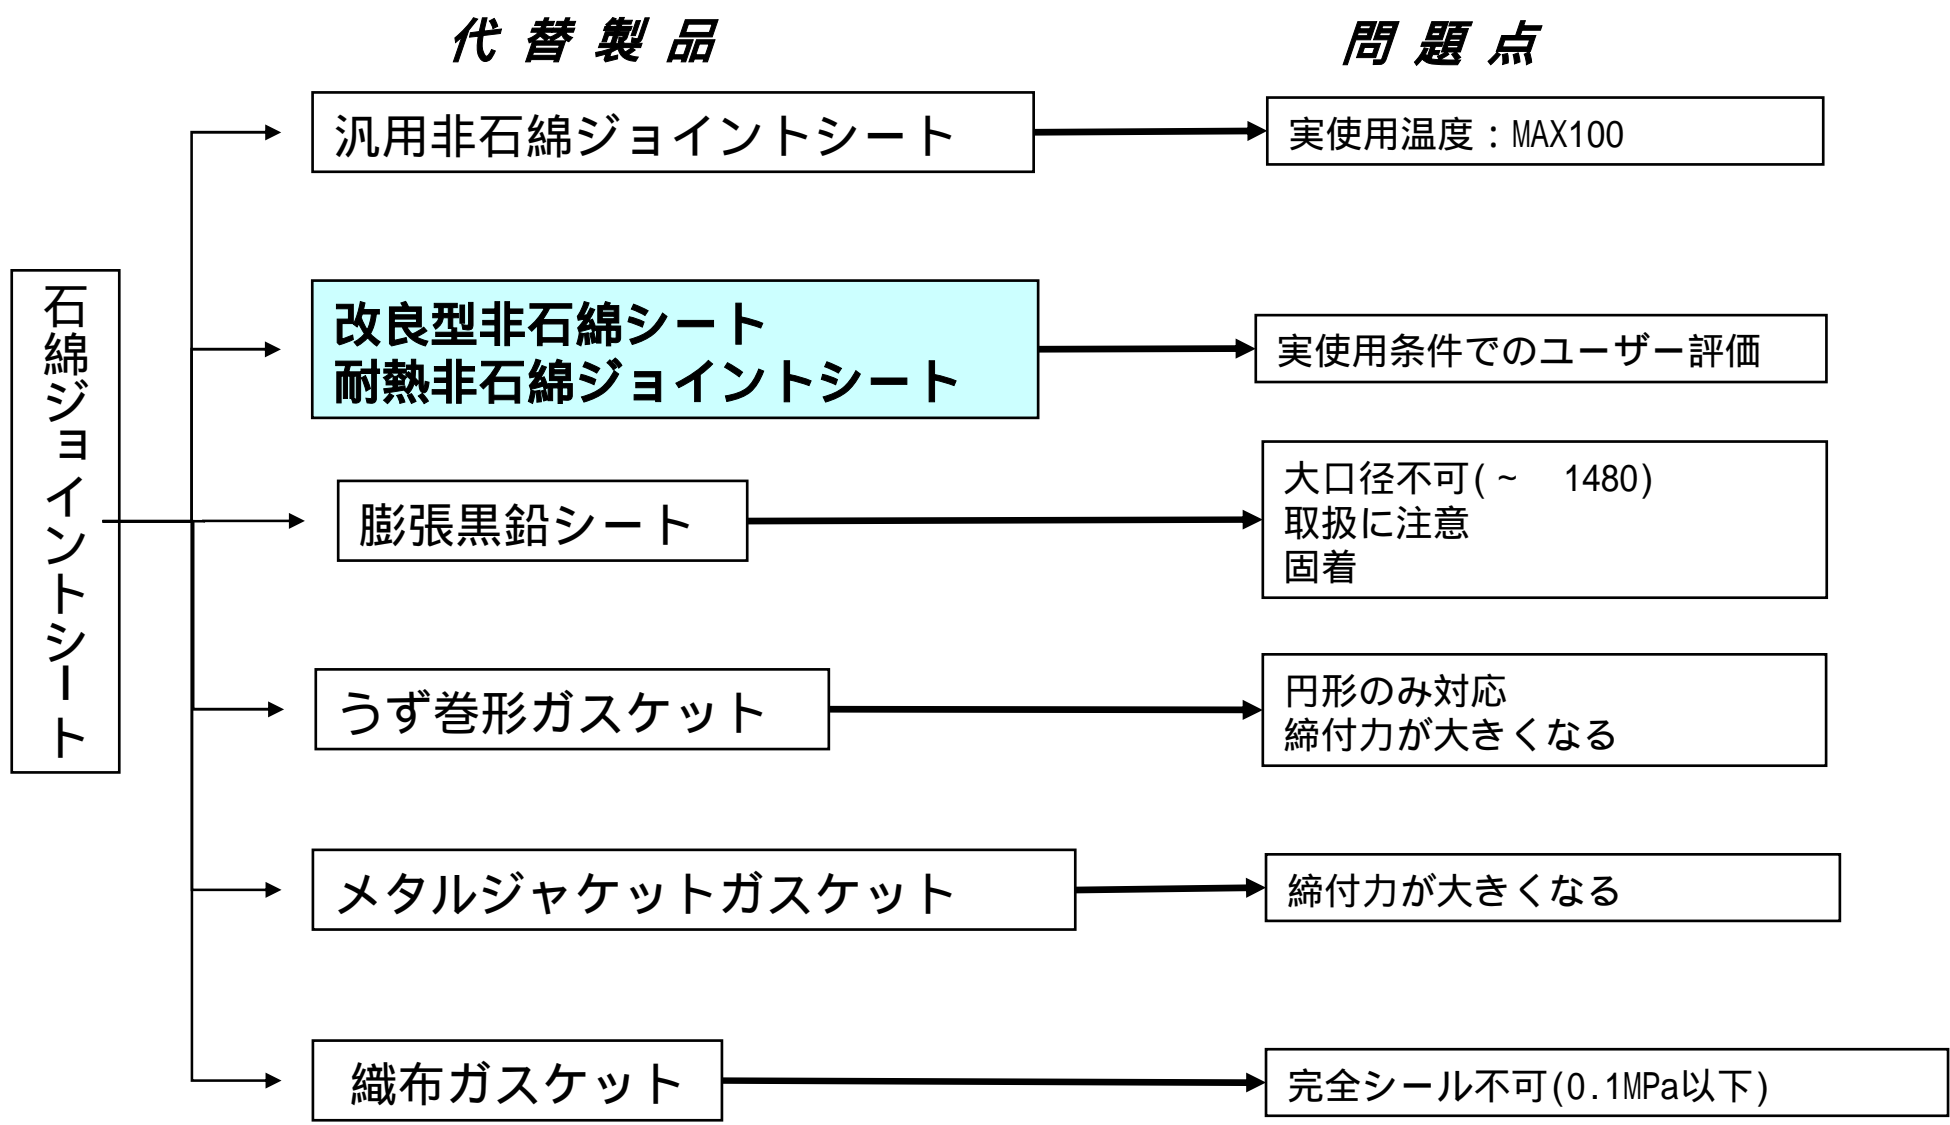 代替製品
問題点
石綿ジョイントシート
汎用非石綿ジョイントシート
実使用温度：MAX100
改良型非石綿シート
耐熱非石綿ジョイントシート
実使用条件でのユーザー評価
膨張黒鉛シート
大口径不可(～　1480)
取扱に注意
固着
うず巻形ガスケット
円形のみ対応
締付力が大きくなる
メタルジャケットガスケット
締付力が大きくなる
織布ガスケット
完全シール不可(0.1MPa以下)